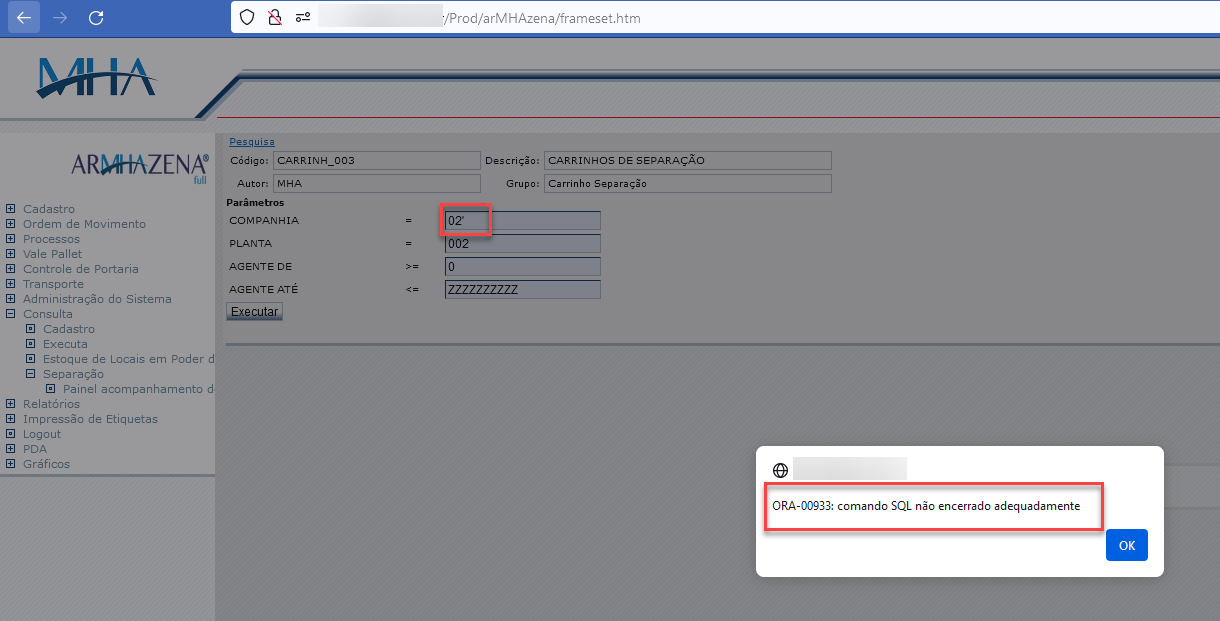 /Prod/arMHAzena/frameset.htm
MHA
ARMHAZENA®
full
Cadastro
Ordem de Movimento
Processos
Vale Pallet
Controle de Portaria
Transporte
Administração do Sistema
Consulta
Cadastro
Executa
Estoque de Locais em Poder d
Separação
Painel acompanhamento d
Relatórios
Impressão de Etiquetas
Logout
PDA
Gráficos
Pesquisa
Código: CARRINH_003 Descrição: CARRINHOS DE SEPARAÇÃO
Autor: MHA Grupo: Carrinho Separação
Parâmetros
COMPANHIA = 02'
PLANTA = 002
AGENTE DE >= 0
AGENTE ATÉ <= ZZZZZZZZZZ
Executar
ORA-00933: comando SQL não encerrado adequadamente
OK